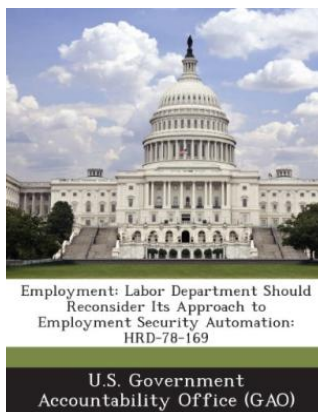 Employment: Labor Department Should
Reconsider Its Approach to
Employment Security Automation:
HRD-78-169
U.S. Government
Accountability Office (GAO)